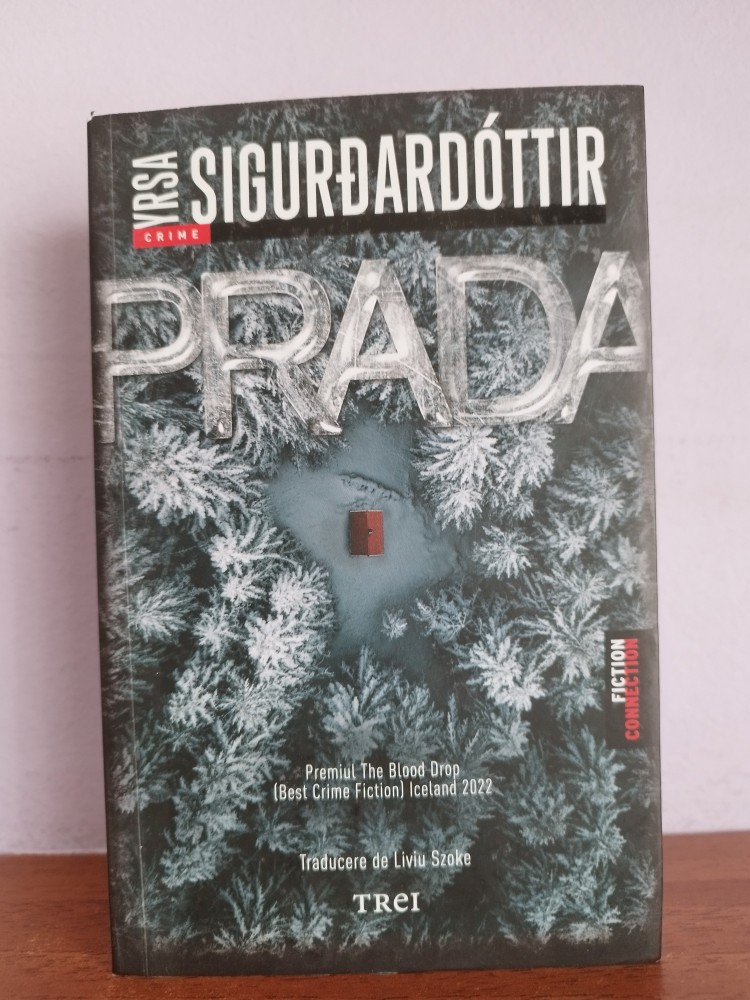 YRSA
SIGURÐARDÓTTIR
CRIME
PRADA
FICTION
CONNECTION
Premiul The Blood Drop
(Best Crime Fiction) Iceland 2022
Traducere de Liviu Szoke
TREI